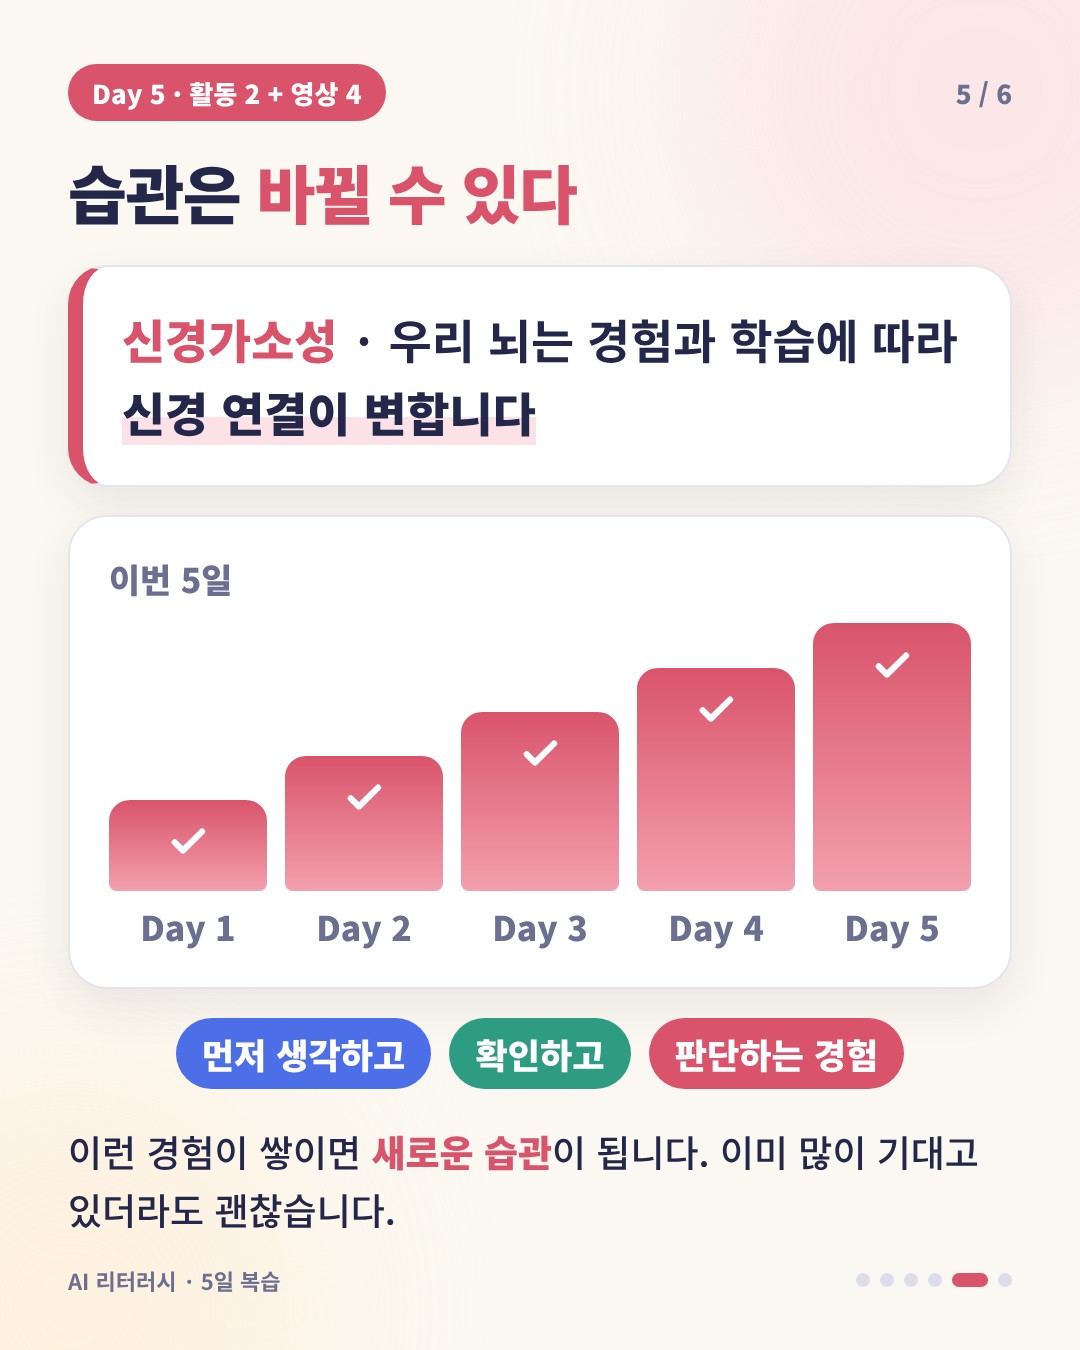 Day 5 · 활동 2 + 영상 4
5 / 6
습관은 바뀔 수 있다
신경가소성 · 우리 뇌는 경험과 학습에 따라
신경 연결이 변합니다
이번 5일
Day 1
Day 2
Day 3
Day 4
Day 5
먼저 생각하고
확인하고
판단하는 경험
이런 경험이 쌓이면 새로운 습관이 됩니다. 이미 많이 기대고
있더라도 괜찮습니다.
AI 리터러시 · 5일 복습